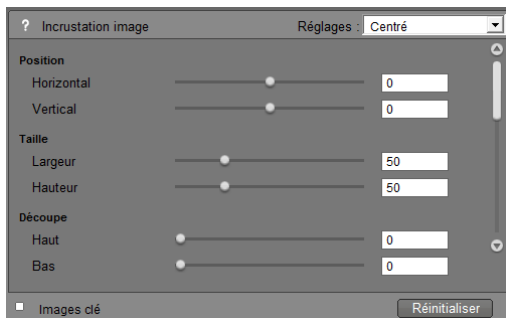 ? Incrustation image Réglages : Centré
Position
Horizontal 0
Vertical 0
Taille
Largeur 50
Hauteur 50
Découpe
Haut 0
Bas 0
Images clé Réinitialiser